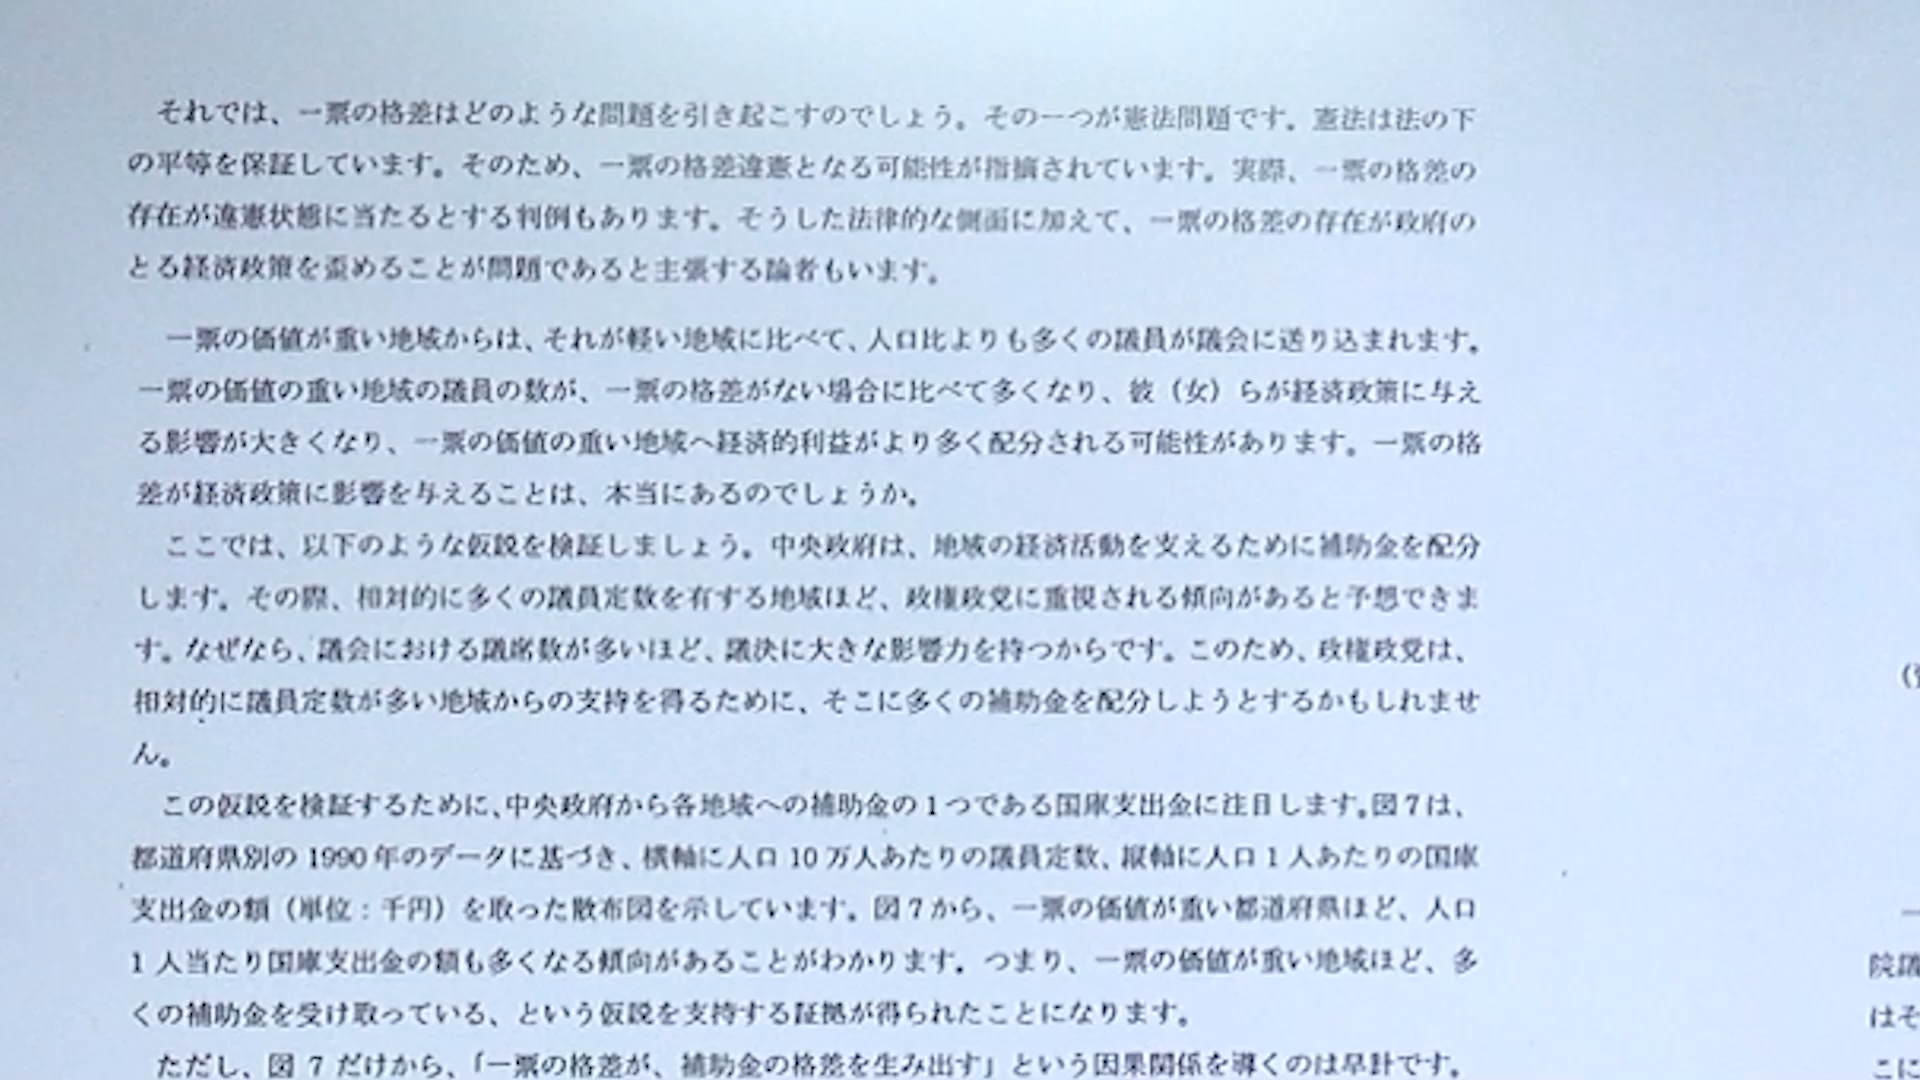 それでは、一票の格差はどのような問題を引き起こすのでしょう。その一つが憲法問題です。憲法は法の下
の平等を保証しています。そのため、一票の格差違憲となる可能性が指摘されています。実際、一票の格差の
存在が違憲状態に当たるとする判例もあります。そうした法律的な側面に加えて、一票の格差の存在が政府の
とる経済政策を歪めることが問題であると主張する論者もいます。
一票の価値が重い地域からは、それが軽い地域に比べて、人口比よりも多くの議員が議会に送り込まれます。
一票の価値の重い地域の議員の数が、一票の格差がない場合に比べて多くなり、彼（女）らが経済政策に与え
る影響が大きくなり、一票の価値の重い地域へ経済的利益がより多く配分される可能性があります。一票の格
差が経済政策に影響を与えることは、本当にあるのでしょうか。
ここでは、以下のような仮説を検証しましょう。中央政府は、地域の経済活動を支えるために補助金を配分
します。その際、相対的に多くの議員定数を有する地域ほど、政権政党に重視される傾向があると予想できま
す。なぜなら、議会における議席数が多いほど、議決に大きな影響力を持つからです。このため、政権政党は、
相対的に議員定数が多い地域からの支持を得るために、そこに多くの補助金を配分しようとするかもしれませ
ん。
この仮説を検証するために、中央政府から各地域への補助金の1つである国庫支出金に注目します。図7は、
都道府県別の 1990 年のデータに基づき、横軸に人口 10 万人あたりの議員定数、縦軸に人口 1 人あたりの国庫
支出金の額（単位：千円）を取った散布図を示しています。図7から、一票の価値が重い都道府県ほど、人口
1 人当たり国庫支出金の額も多くなる傾向があることがわかります。つまり、一票の価値が重い地域ほど、多
くの補助金を受け取っている、という仮説を支持する証拠が得られたことになります。
ただし、図 7 だけから、「一票の格差が、補助金の格差を生み出す」という因果関係を導くのは早計です。
一
院議
はそ
こに